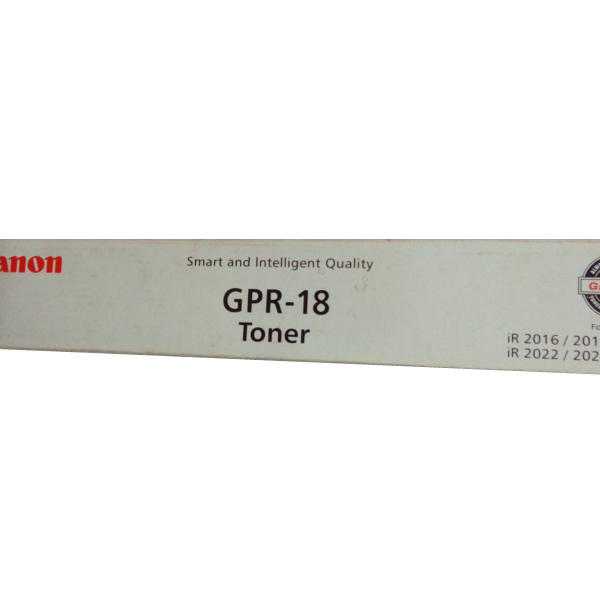 anon
Smart and Intelligent Quality
GPR-18
Toner
iR 2016 / 201
iR 2022 / 202